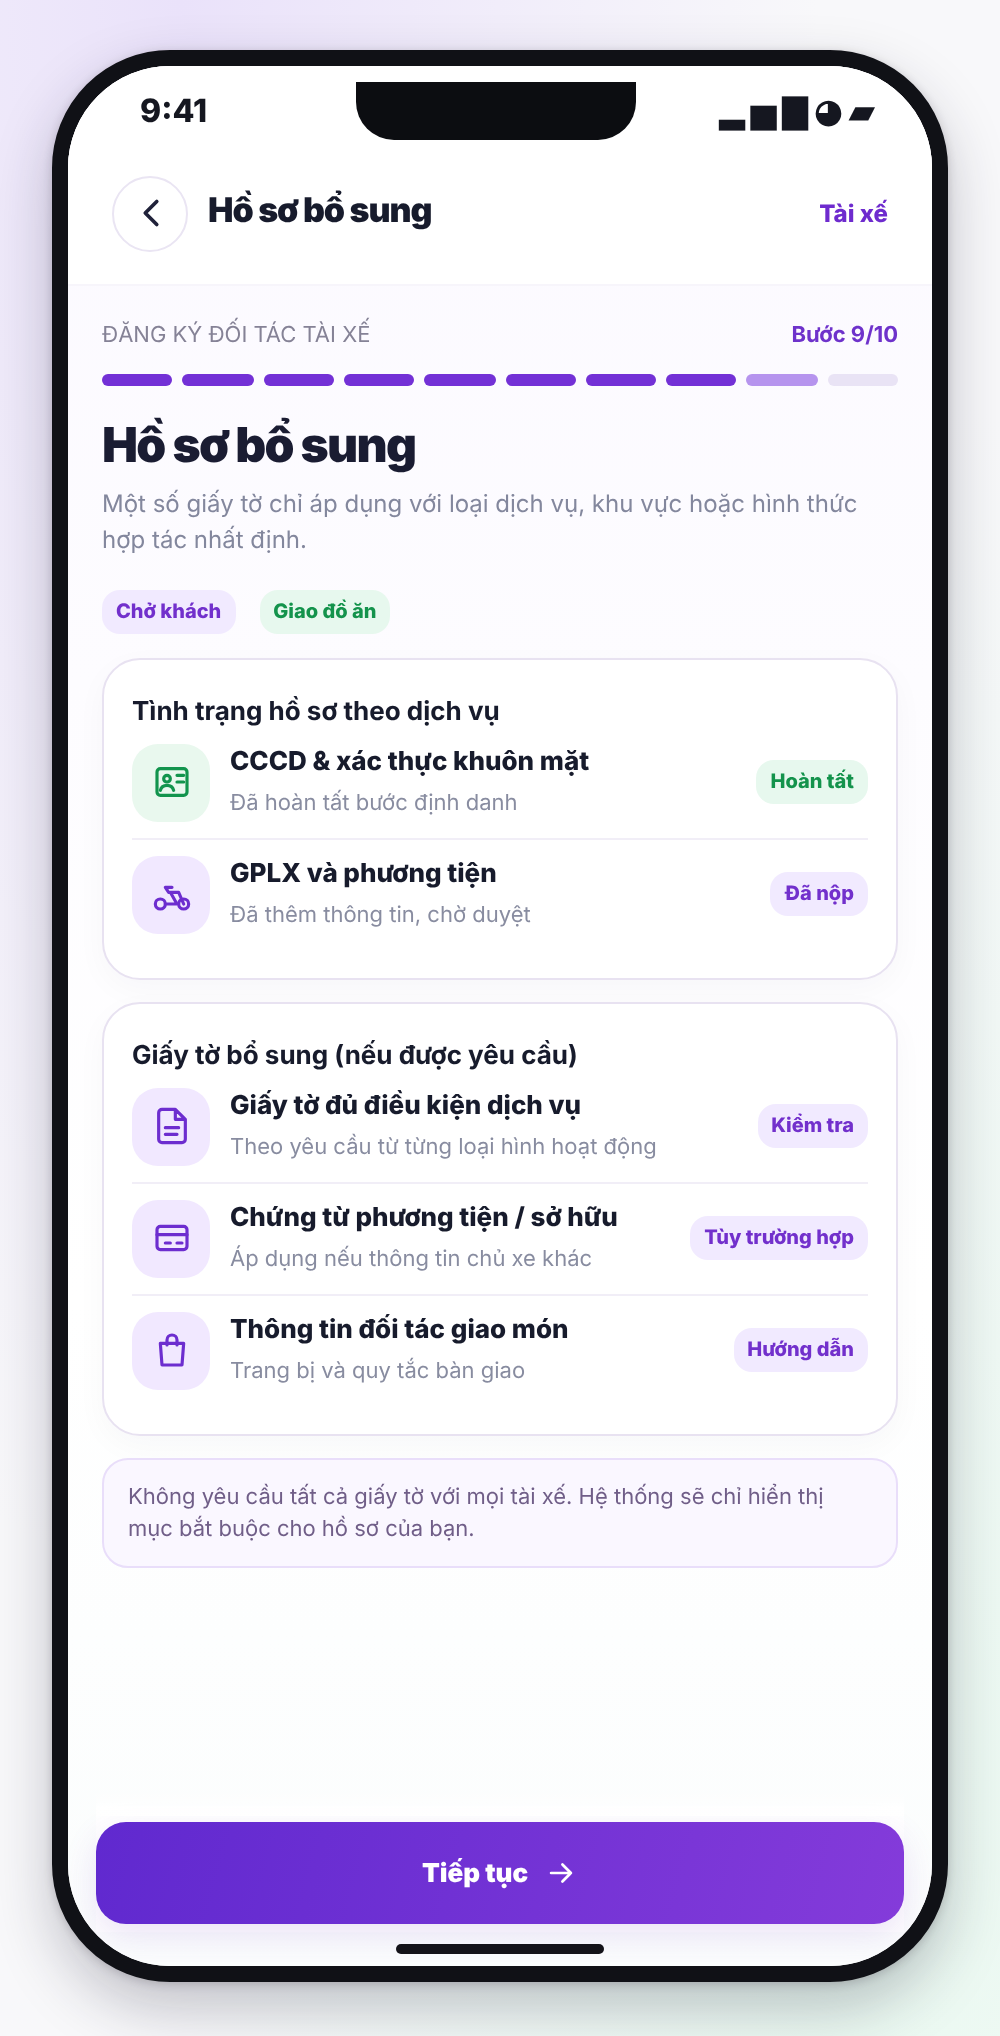 9:41
Hồ sơ bổ sung
Tài xế
ĐĂNG KÝ ĐỐI TÁC TÀI XẾ
Bước 9/10
Hồ sơ bổ sung
Một số giấy tờ chỉ áp dụng với loại dịch vụ, khu vực hoặc hình thức
hợp tác nhất định.
Chở khách
Giao đồ ăn
Tình trạng hồ sơ theo dịch vụ
CCCD & xác thực khuôn mặt
Đã hoàn tất bước định danh
Hoàn tất
GPLX và phương tiện
Đã thêm thông tin, chờ duyệt
Đã nộp
Giấy tờ bổ sung (nếu được yêu cầu)
Giấy tờ đủ điều kiện dịch vụ
Theo yêu cầu từ từng loại hình hoạt động
Kiểm tra
Chứng từ phương tiện / sở hữu
Áp dụng nếu thông tin chủ xe khác
Tùy trường hợp
Thông tin đối tác giao món
Trang bị và quy tắc bàn giao
Hướng dẫn
Không yêu cầu tất cả giấy tờ với mọi tài xế. Hệ thống sẽ chỉ hiển thị
mục bắt buộc cho hồ sơ của bạn.
Tiếp tục →